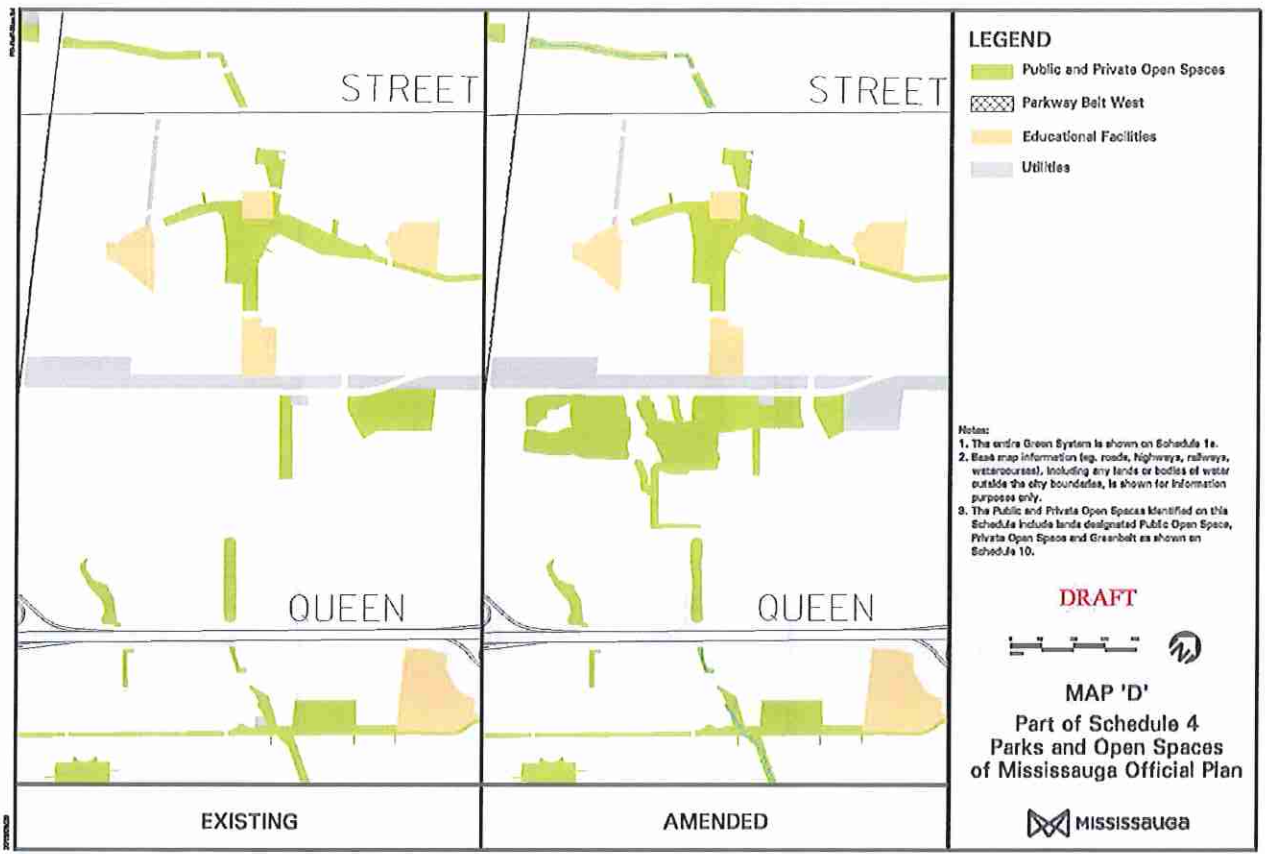 STREET
QUEEN
EXISTING
STREET
QUEEN
AMENDED
LEGEND
Public and Private Open Spaces
Parkway Belt West
Educational Facilities
Utilities
Notes:
1. The entire Green System is shown on Schedule 1a.
2. Base map information (eg. roads, highways, railways,
watercourses), including any lands or bodies of water
outside the city boundaries, is shown for information
purposes only.
3. The Public and Private Open Spaces identified on this
Schedule include lands designated Public Open Space,
Private Open Space and Greenbelt as shown on
Schedule 10.
DRAFT
MAP 'D'
Part of Schedule 4
Parks and Open Spaces
of Mississauga Official Plan
MISSISSAUGA